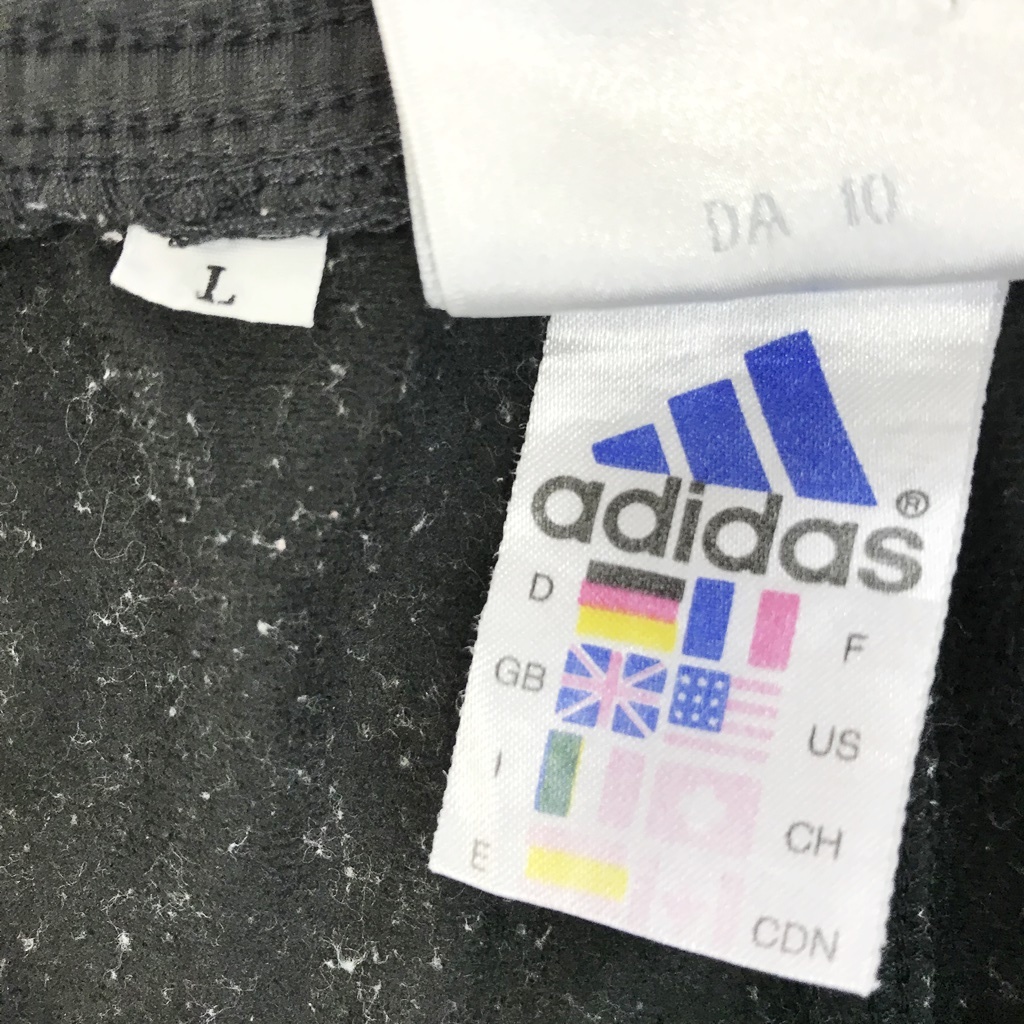 DA 10
L
adidas®
D F
GB US
I CH
E CDN